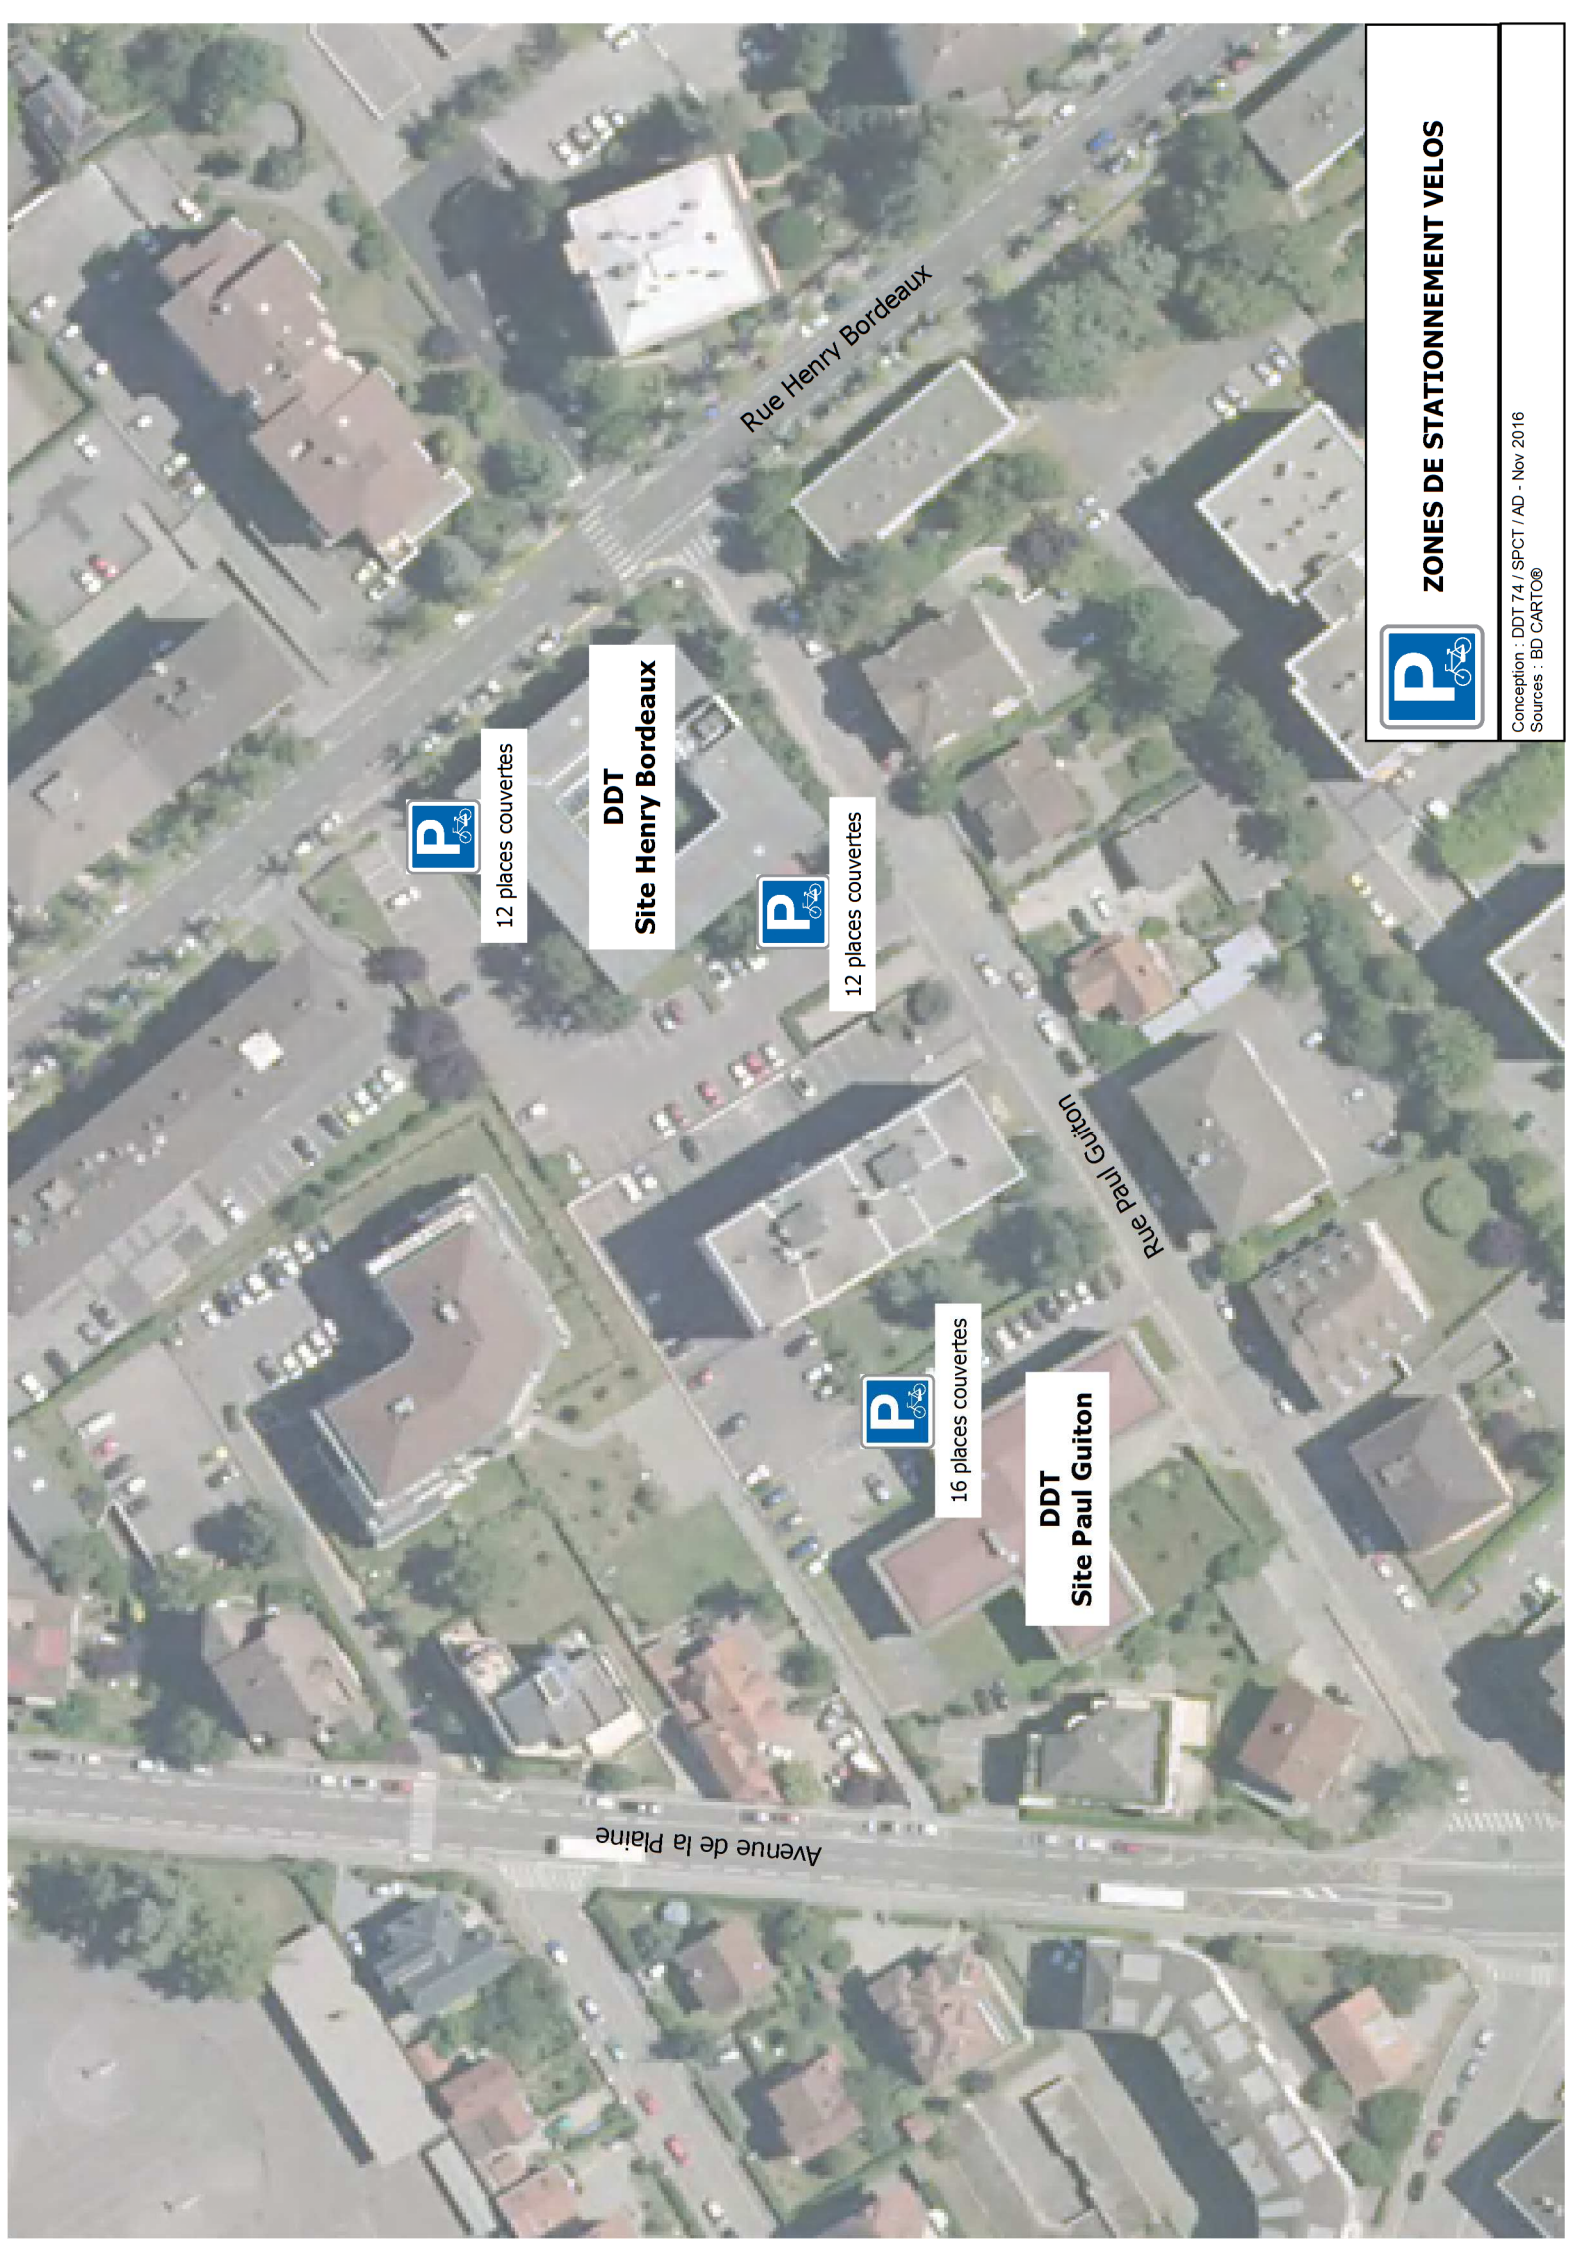 Avenue de la Plaine
DDT
Site Henry Bordeaux
12 places couvertes
12 places couvertes
Rue Henry Bordeaux
16 places couvertes
DDT
Site Paul Guiton
Rue Paul Guiton
P
P
P
P
ZONES DE STATIONNEMENT VELOS
Conception : DDT 74 / SPCT / AD - Nov 2016
Sources : BD CARTO®